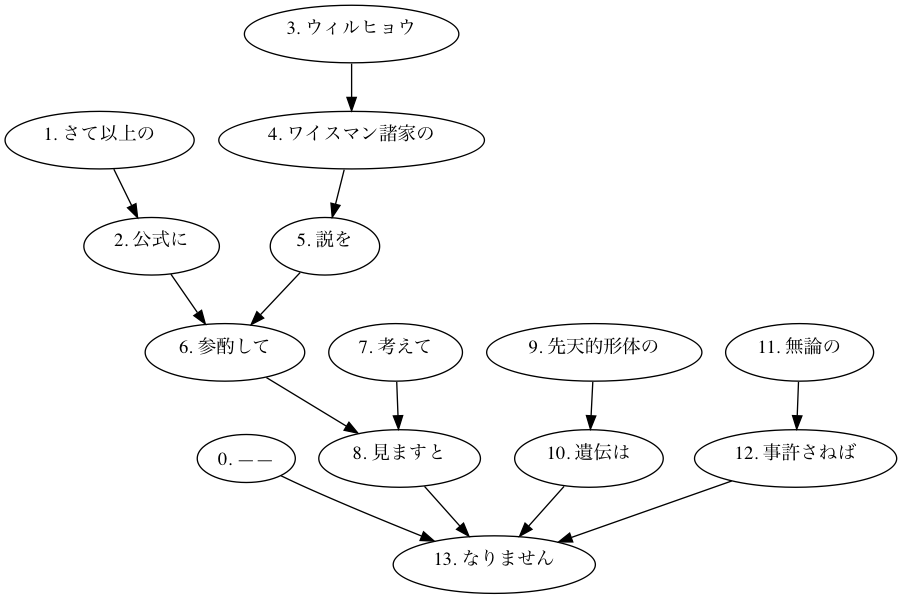 3. ウィルヒョウ
1. さて以上の
4. ワイスマン諸家の
2. 公式に
5. 説を
6. 参酌して
7. 考えて
9. 先天的形体の
11. 無論の
0. ——
8. 見ますと
10. 遺伝は
12. 事許さねば
13. なりません